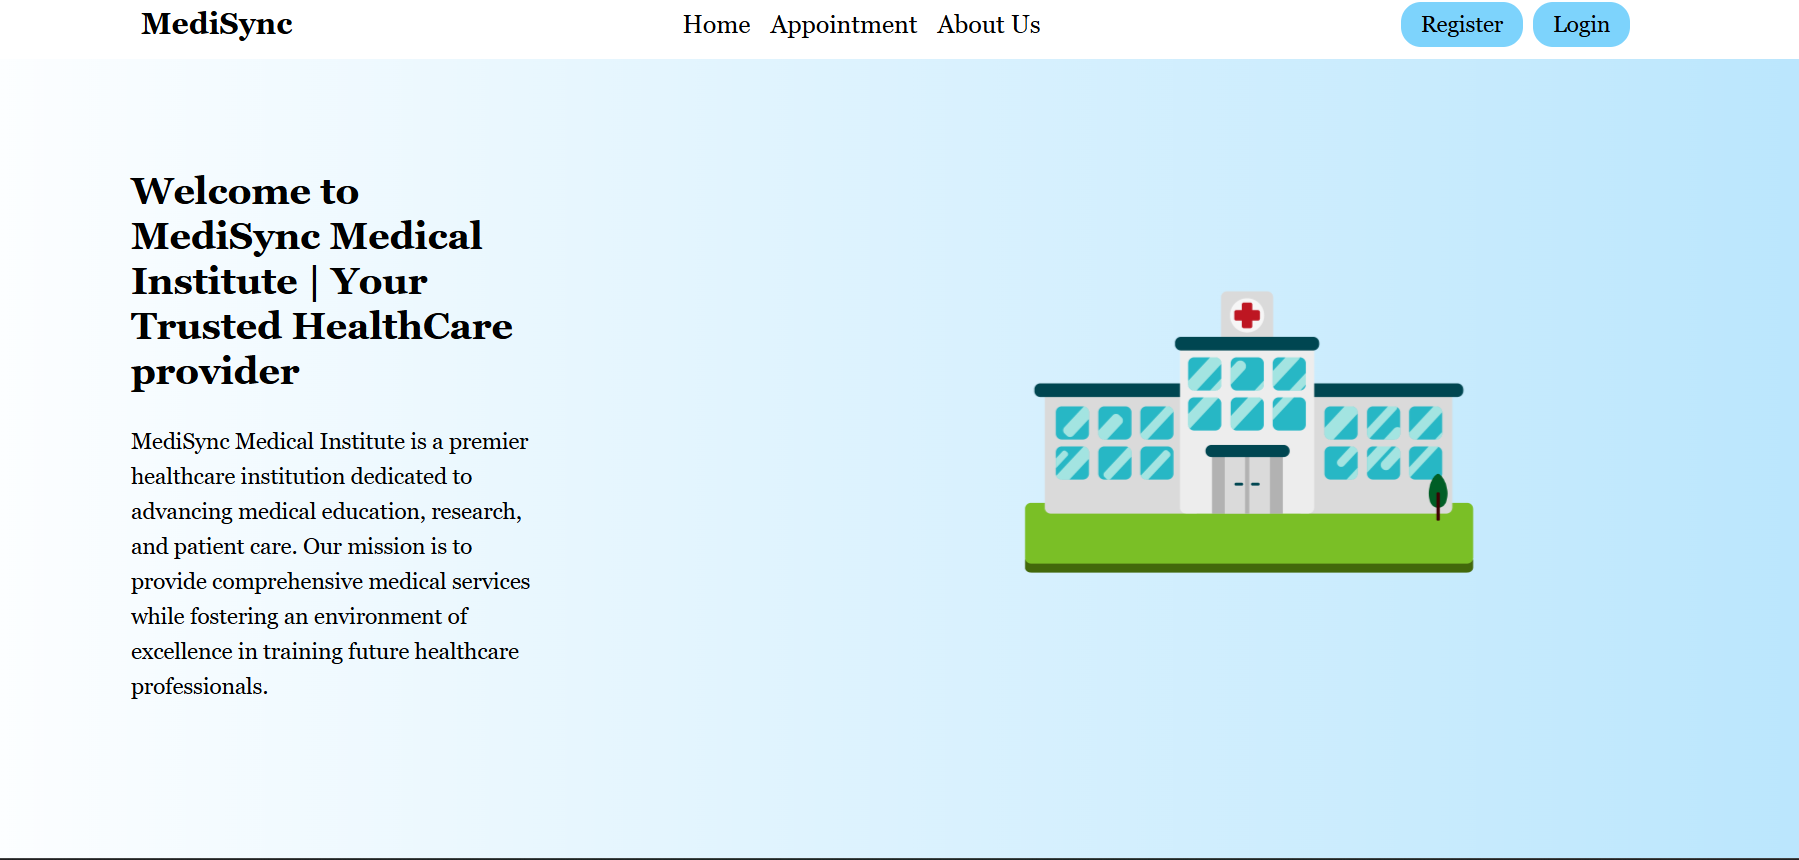 MediSync
Home Appointment About Us
Register Login
Welcome to
MediSync Medical
Institute | Your
Trusted HealthCare
provider
MediSync Medical Institute is a premier
healthcare institution dedicated to
advancing medical education, research,
and patient care. Our mission is to
provide comprehensive medical services
while fostering an environment of
excellence in training future healthcare
professionals.